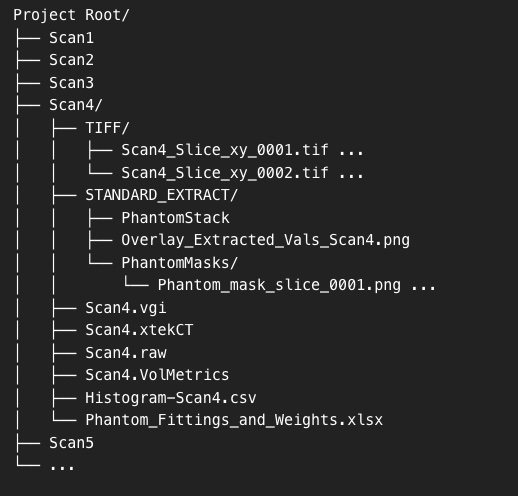 Project Root/
├── Scan1
├── Scan2
├── Scan3
├── Scan4/
│   ├── TIFF/
│   │   ├── Scan4_Slice_xy_0001.tif ...
│   │   └── Scan4_Slice_xy_0002.tif ...
│   ├── STANDARD_EXTRACT/
│   │   ├── PhantomStack
│   │   ├── Overlay_Extracted_Vals_Scan4.png
│   │   └── PhantomMasks/
│   │       └── Phantom_mask_slice_0001.png ...
│   ├── Scan4.vgi
│   ├── Scan4.xtekCT
│   ├── Scan4.raw
│   ├── Scan4.VolMetrics
│   ├── Histogram-Scan4.csv
│   └── Phantom_Fittings_and_Weights.xlsx
├── Scan5
└── ...